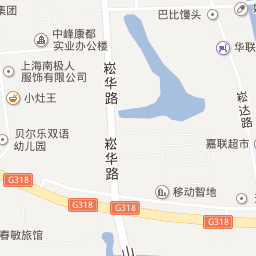 集团
中峰康都
实业办公楼
巴比馒头
华联
上海南极人
服饰有限公司
崧华路
小灶王
崧达路
贝尔乐双语
幼儿园
崧华路
嘉联超市
G318
移动智地
G318
G318
G318
春敏旅馆
山